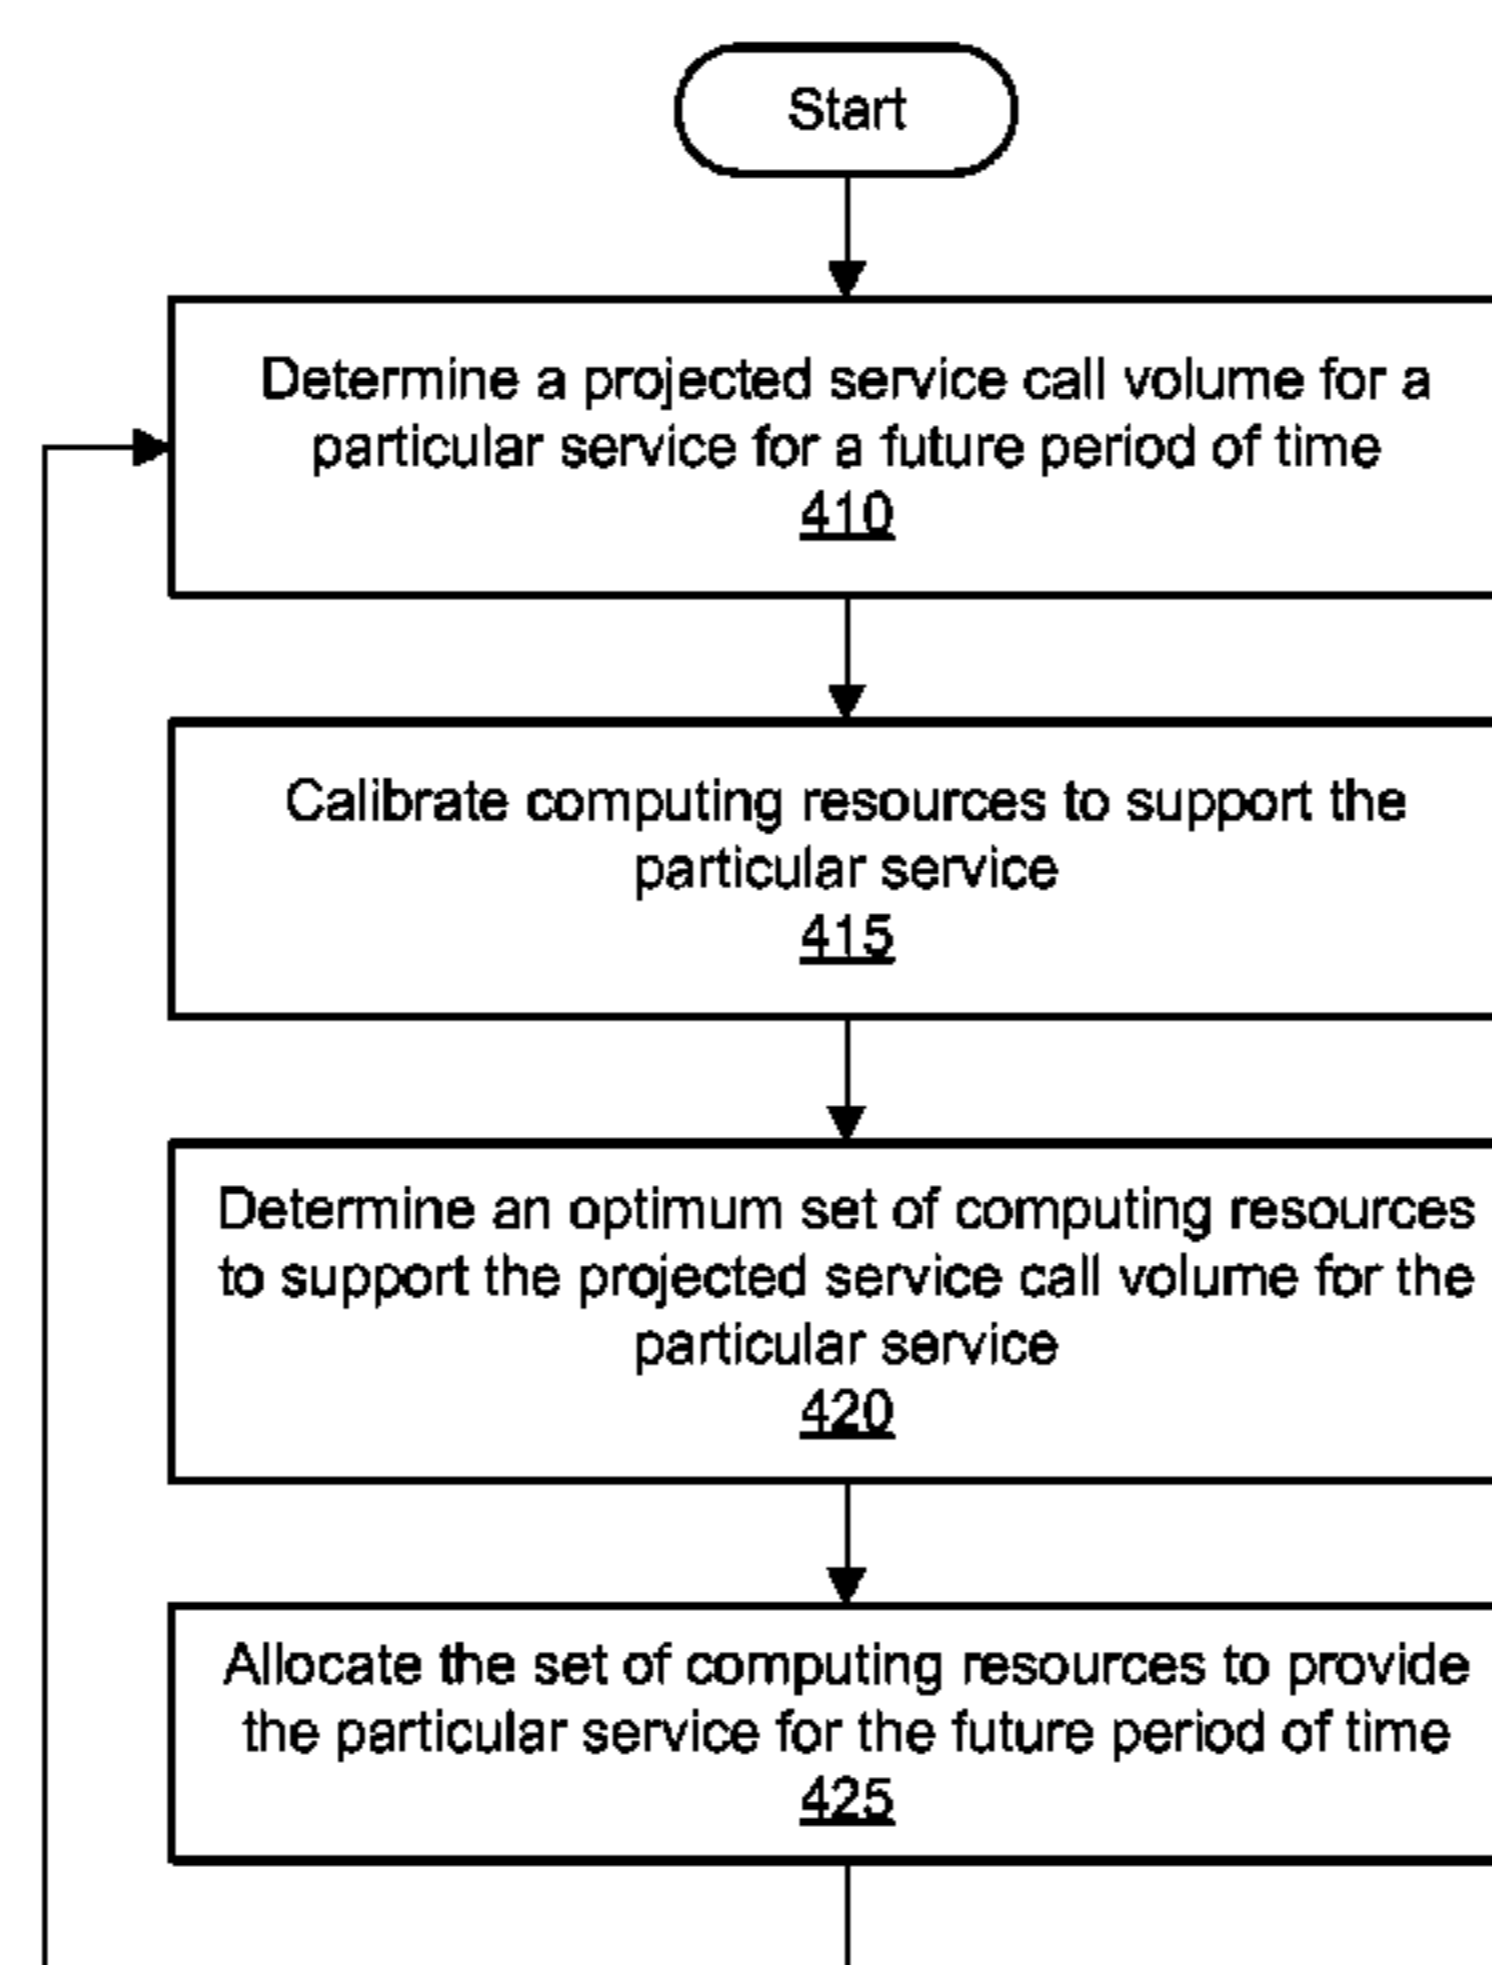 Start
Determine a projected service call volume for a
particular service for a future period of time
410
Calibrate computing resources to support the
particular service
415
Determine an optimum set of computing resources
to support the projected service call volume for the
particular service
420
Allocate the set of computing resources to provide
the particular service for the future period of time
425